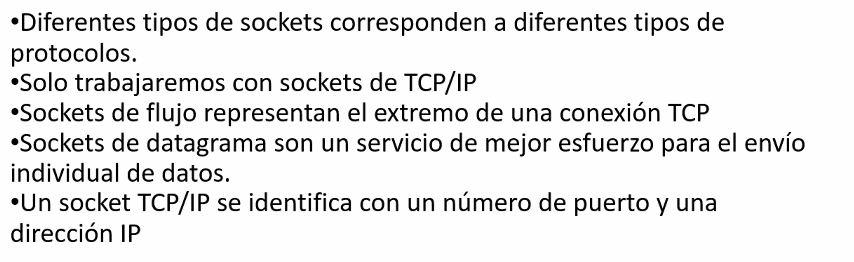 •Diferentes tipos de sockets corresponden a diferentes tipos de
protocolos.
•Solo trabajaremos con sockets de TCP/IP
•Sockets de flujo representan el extremo de una conexión TCP
•Sockets de datagrama son un servicio de mejor esfuerzo para el envío
individual de datos.
•Un socket TCP/IP se identifica con un número de puerto y una
dirección IP